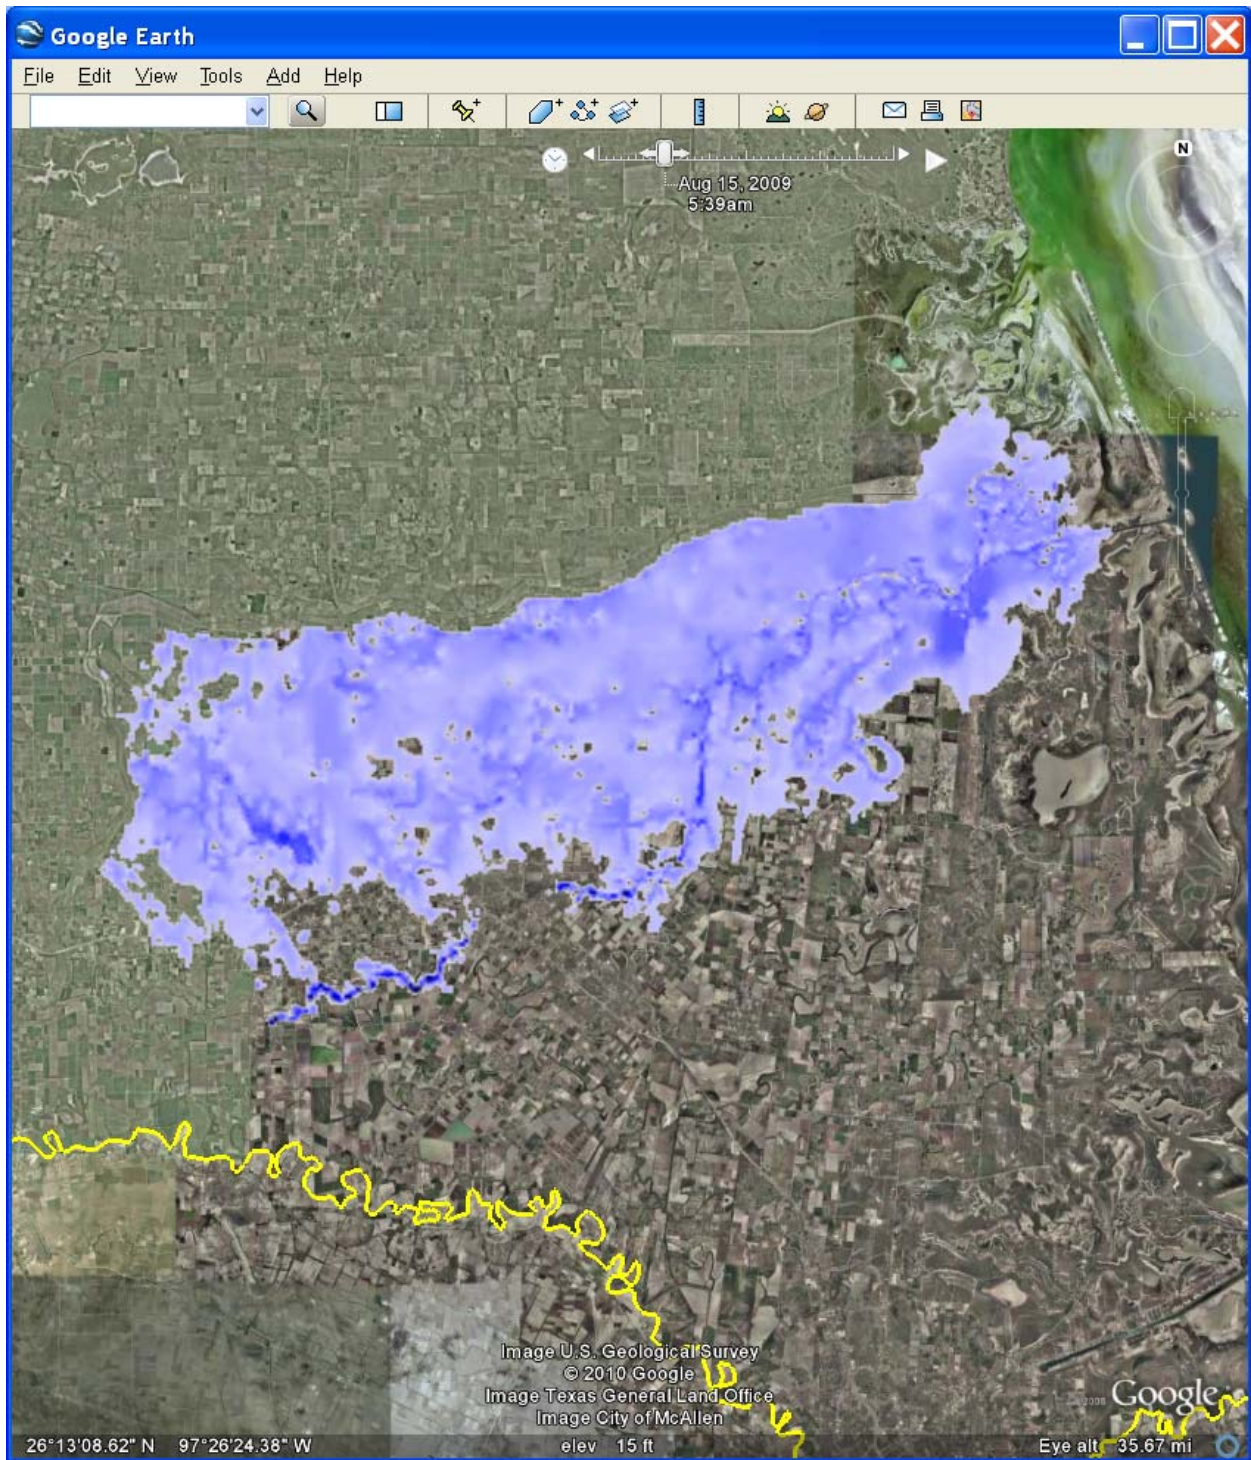 Google Earth
File Edit View Tools Add Help
N
Aug 15, 2009
5:39am
Image U.S. Geological Survey
© 2010 Google
Image Texas General Land Office
Image City of McAllen
©2008 Google
26°13'08.62" N 97°26'24.38" W elev 15 ft Eye alt 35.67 mi